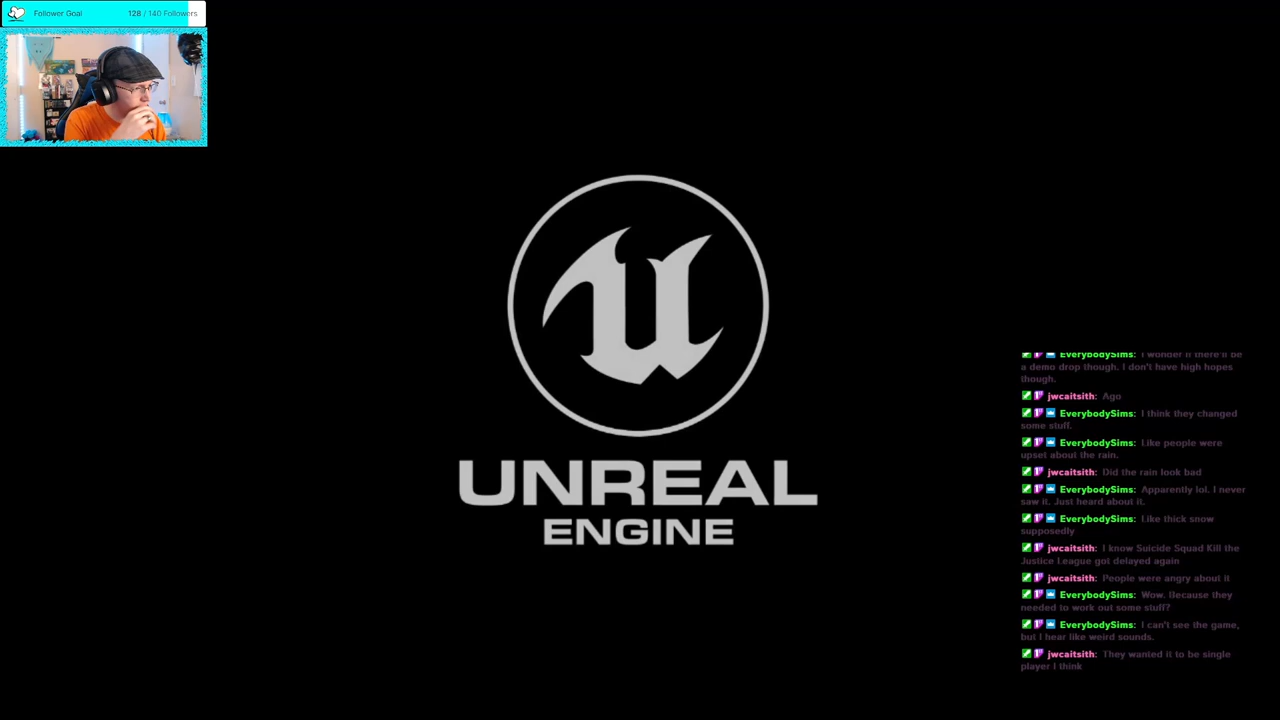 Follower Goal 128 / 140 Followers
UNREAL
ENGINE
EverybodySims: I wonder if there'll be
a demo drop though. I don't have high hopes
though.
jwcaitsith: Ago
EverybodySims: I think they changed
some stuff.
EverybodySims: Like people were
upset about the rain.
jwcaitsith: Did the rain look bad
EverybodySims: Apparently lol. I never
saw it. Just heard about it.
EverybodySims: Like thick snow
supposedly
jwcaitsith: I know Suicide Squad Kill the
Justice League got delayed again
jwcaitsith: People were angry about it
EverybodySims: Wow. Because they
needed to work out some stuff?
EverybodySims: I can't see the game,
but I hear like weird sounds.
jwcaitsith: They wanted it to be single
player I think